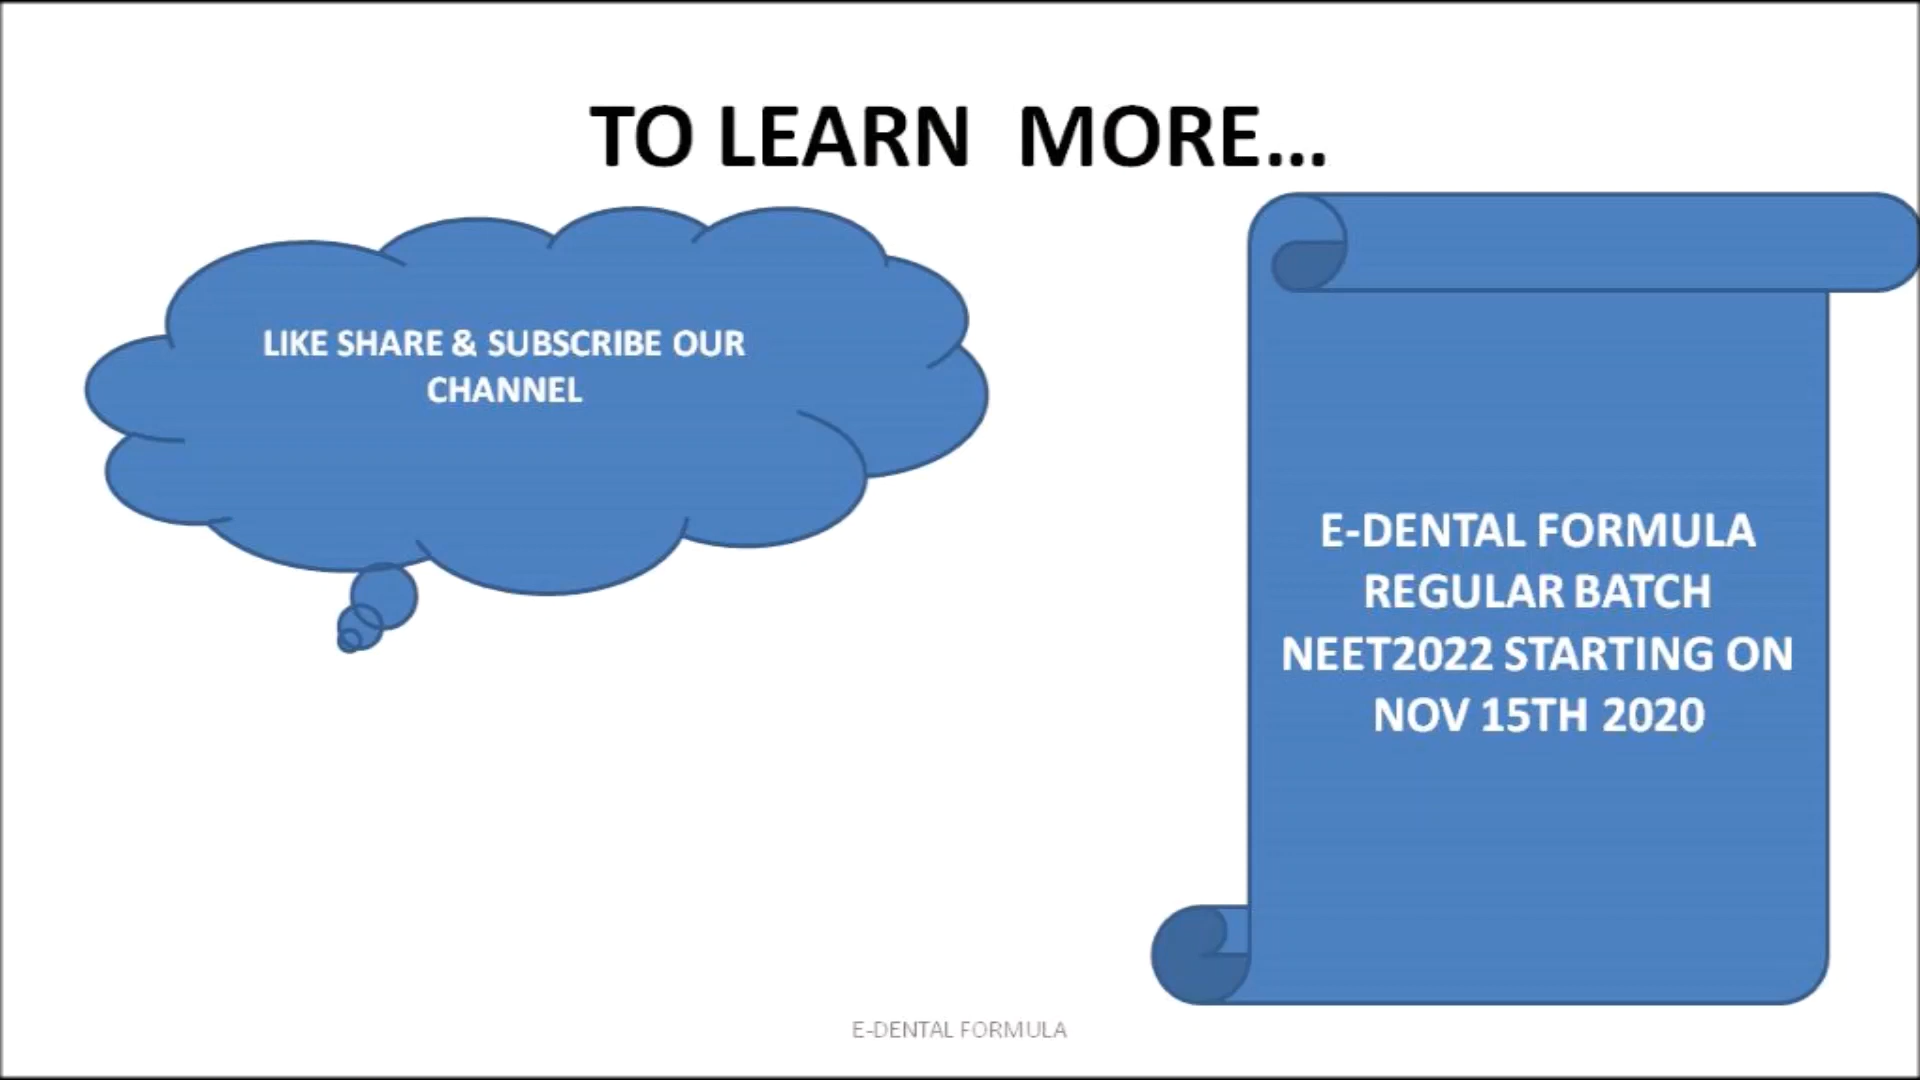 TO LEARN  MORE...
LIKE SHARE & SUBSCRIBE OUR
CHANNEL
E-DENTAL FORMULA
REGULAR BATCH
NEET2022 STARTING ON
NOV 15TH 2020
E-DENTAL FORMULA